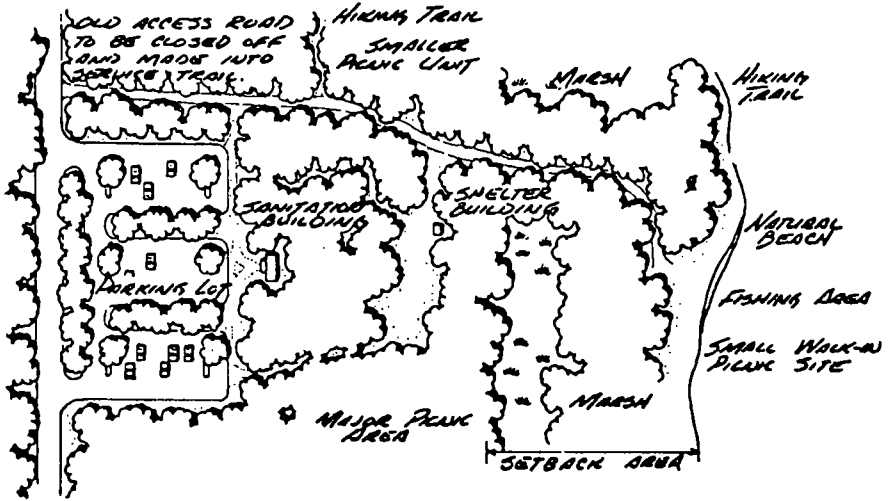 OLD ACCESS ROAD
TO BE CLOSED OFF
AND MADE INTO
SERVICE TRAIL.
HIKING TRAIL
SMALLER
PICNIC UNIT
MARSH
HIKING
TRAIL
SANITATION
BUILDING
SHELTER
BUILDING
NATURAL
BEACH
PARKING LOT
FISHING AREA
SMALL WALK-IN
PICNIC SITE
MARSH
MAJOR PICNIC
AREA
SETBACK AREA